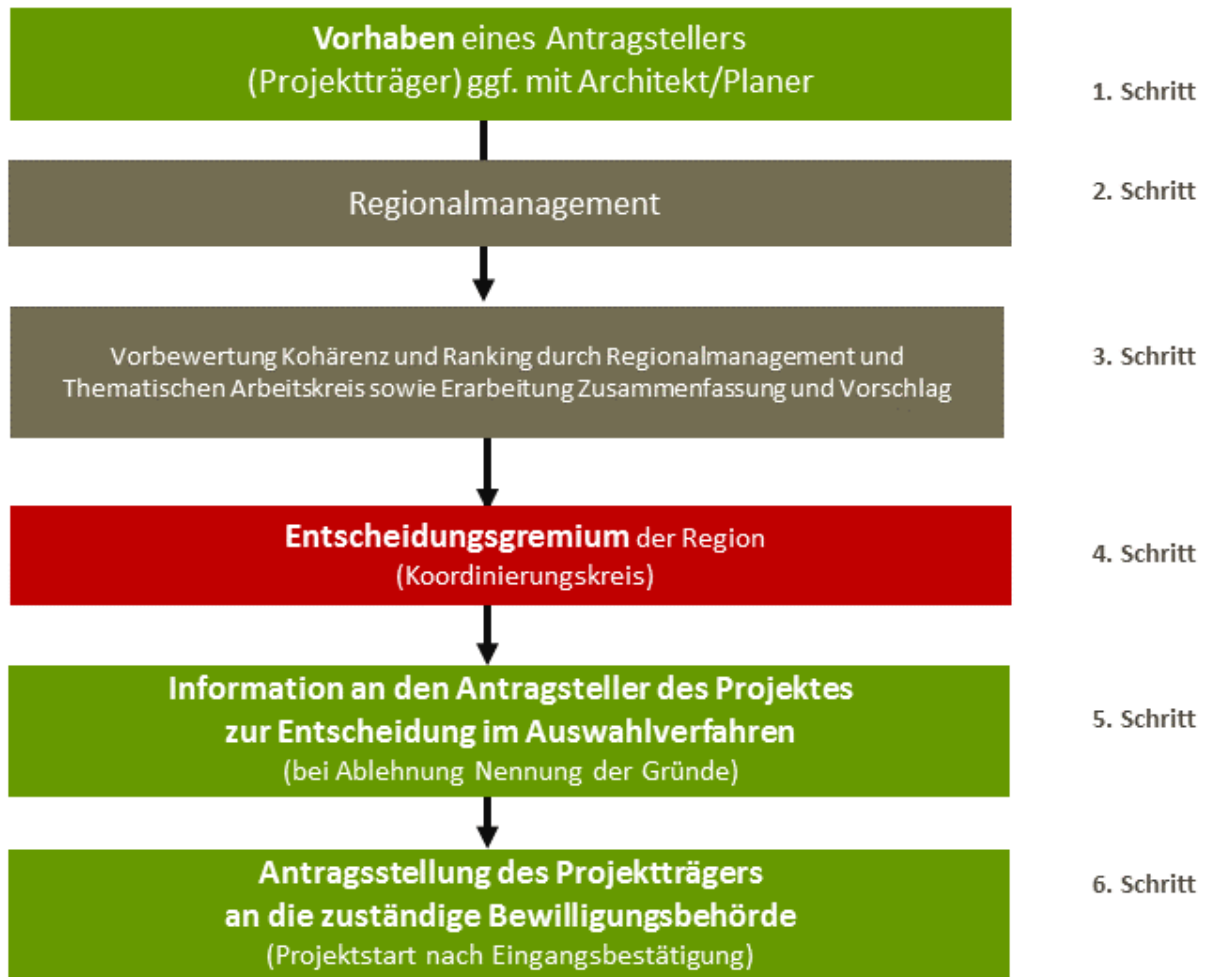 Vorhaben eines Antragstellers
(Projektträger) ggf. mit Architekt/Planer
1. Schritt
Regionalmanagement
2. Schritt
Vorbewertung Kohärenz und Ranking durch Regionalmanagement und
Thematischen Arbeitskreis sowie Erarbeitung Zusammenfassung und Vorschlag
3. Schritt
Entscheidungsgremium der Region
(Koordinierungskreis)
4. Schritt
Information an den Antragsteller des Projektes
zur Entscheidung im Auswahlverfahren
(bei Ablehnung Nennung der Gründe)
5. Schritt
Antragsstellung des Projektträgers
an die zuständige Bewilligungsbehörde
(Projektstart nach Eingangsbestätigung)
6. Schritt